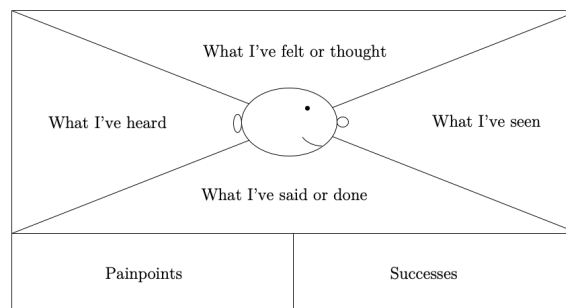 What I've felt or thought
What I've heard
What I've seen
What I've said or done
Painpoints
Successes